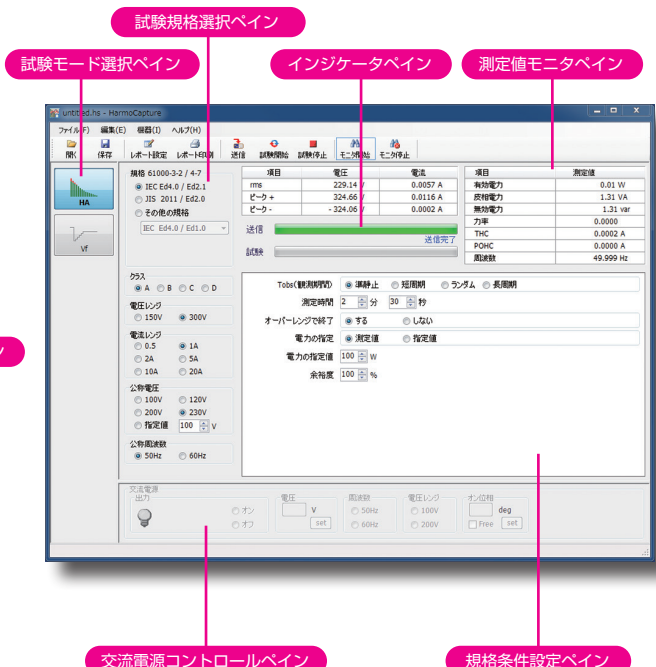 試験規格選択ペイン
試験モード選択ペイン
インジケータペイン
測定値モニタペイン
untitled.hs - HarmoCapture
ファイル(F) 編集(E) 機器(I) ヘルプ(H)
開く 保存 レポート設定 レポート印刷 送信 試験開始 試験停止 モニタ開始 モニタ停止
HA
Vf
規格 61000-3-2 / 4-7
IEC Ed4.0 / Ed2.1
JIS 2011 / Ed2.0
その他の規格
IEC Ed4.0 / Ed1.0
項目 電圧 電流
rms 229.14 V 0.0057 A
ピーク + 324.66 V 0.0116 A
ピーク - - 324.06 V 0.0002 A
送信
送信完了
試験
項目 測定値
有効電力 0.01 W
皮相電力 1.31 VA
無効電力 1.31 var
力率 0.0000
THC 0.0002 A
POHC 0.0000 A
周波数 49.999 Hz
クラス
A B C D
電圧レンジ
150V 300V
電流レンジ
0.5 1A
2A 5A
10A 20A
公称電圧
100V 120V
200V 230V
指定値 100 V
公称周波数
50Hz 60Hz
Tobs(観測期間) 準静止 短周期 ランダム 長周期
測定時間 2 分 30 秒
オーバーレンジで終了 する しない
電力の指定 測定値 指定値
電力の指定値 100 W
余裕度 100 %
ン
交流電源
出力
オン
オフ
電圧
V
set
周波数
50Hz
60Hz
電圧レンジ
100V
200V
オン位相
deg
Free set
交流電源コントロールペイン
規格条件設定ペイン